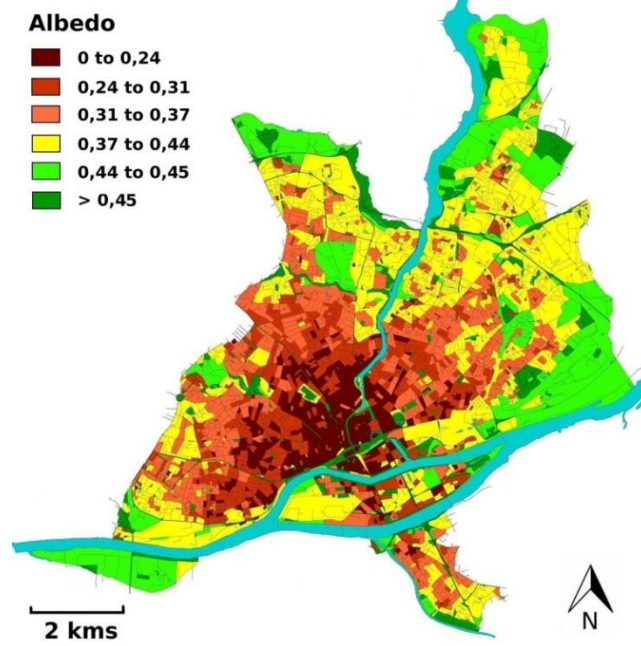 Albedo
0 to 0,24
0,24 to 0,31
0,31 to 0,37
0,37 to 0,44
0,44 to 0,45
> 0,45
2 kms
N